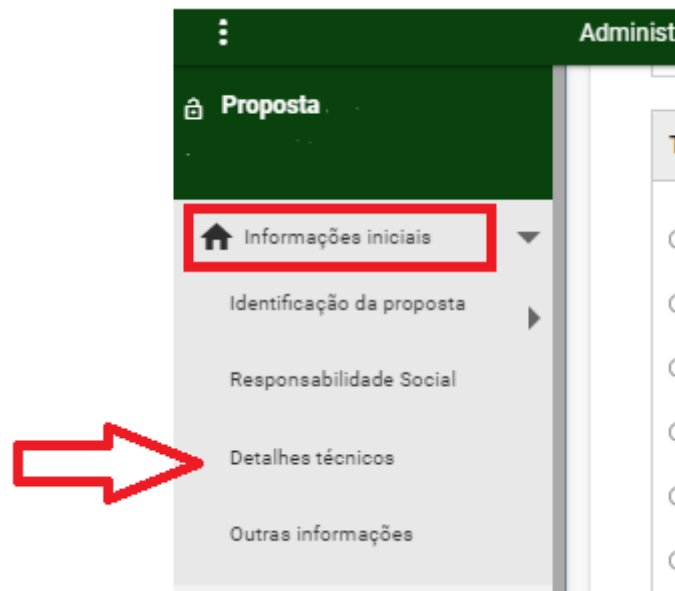 Administ
Proposta
Informações iniciais
Identificação da proposta
Responsabilidade Social
Detalhes técnicos
Outras informações